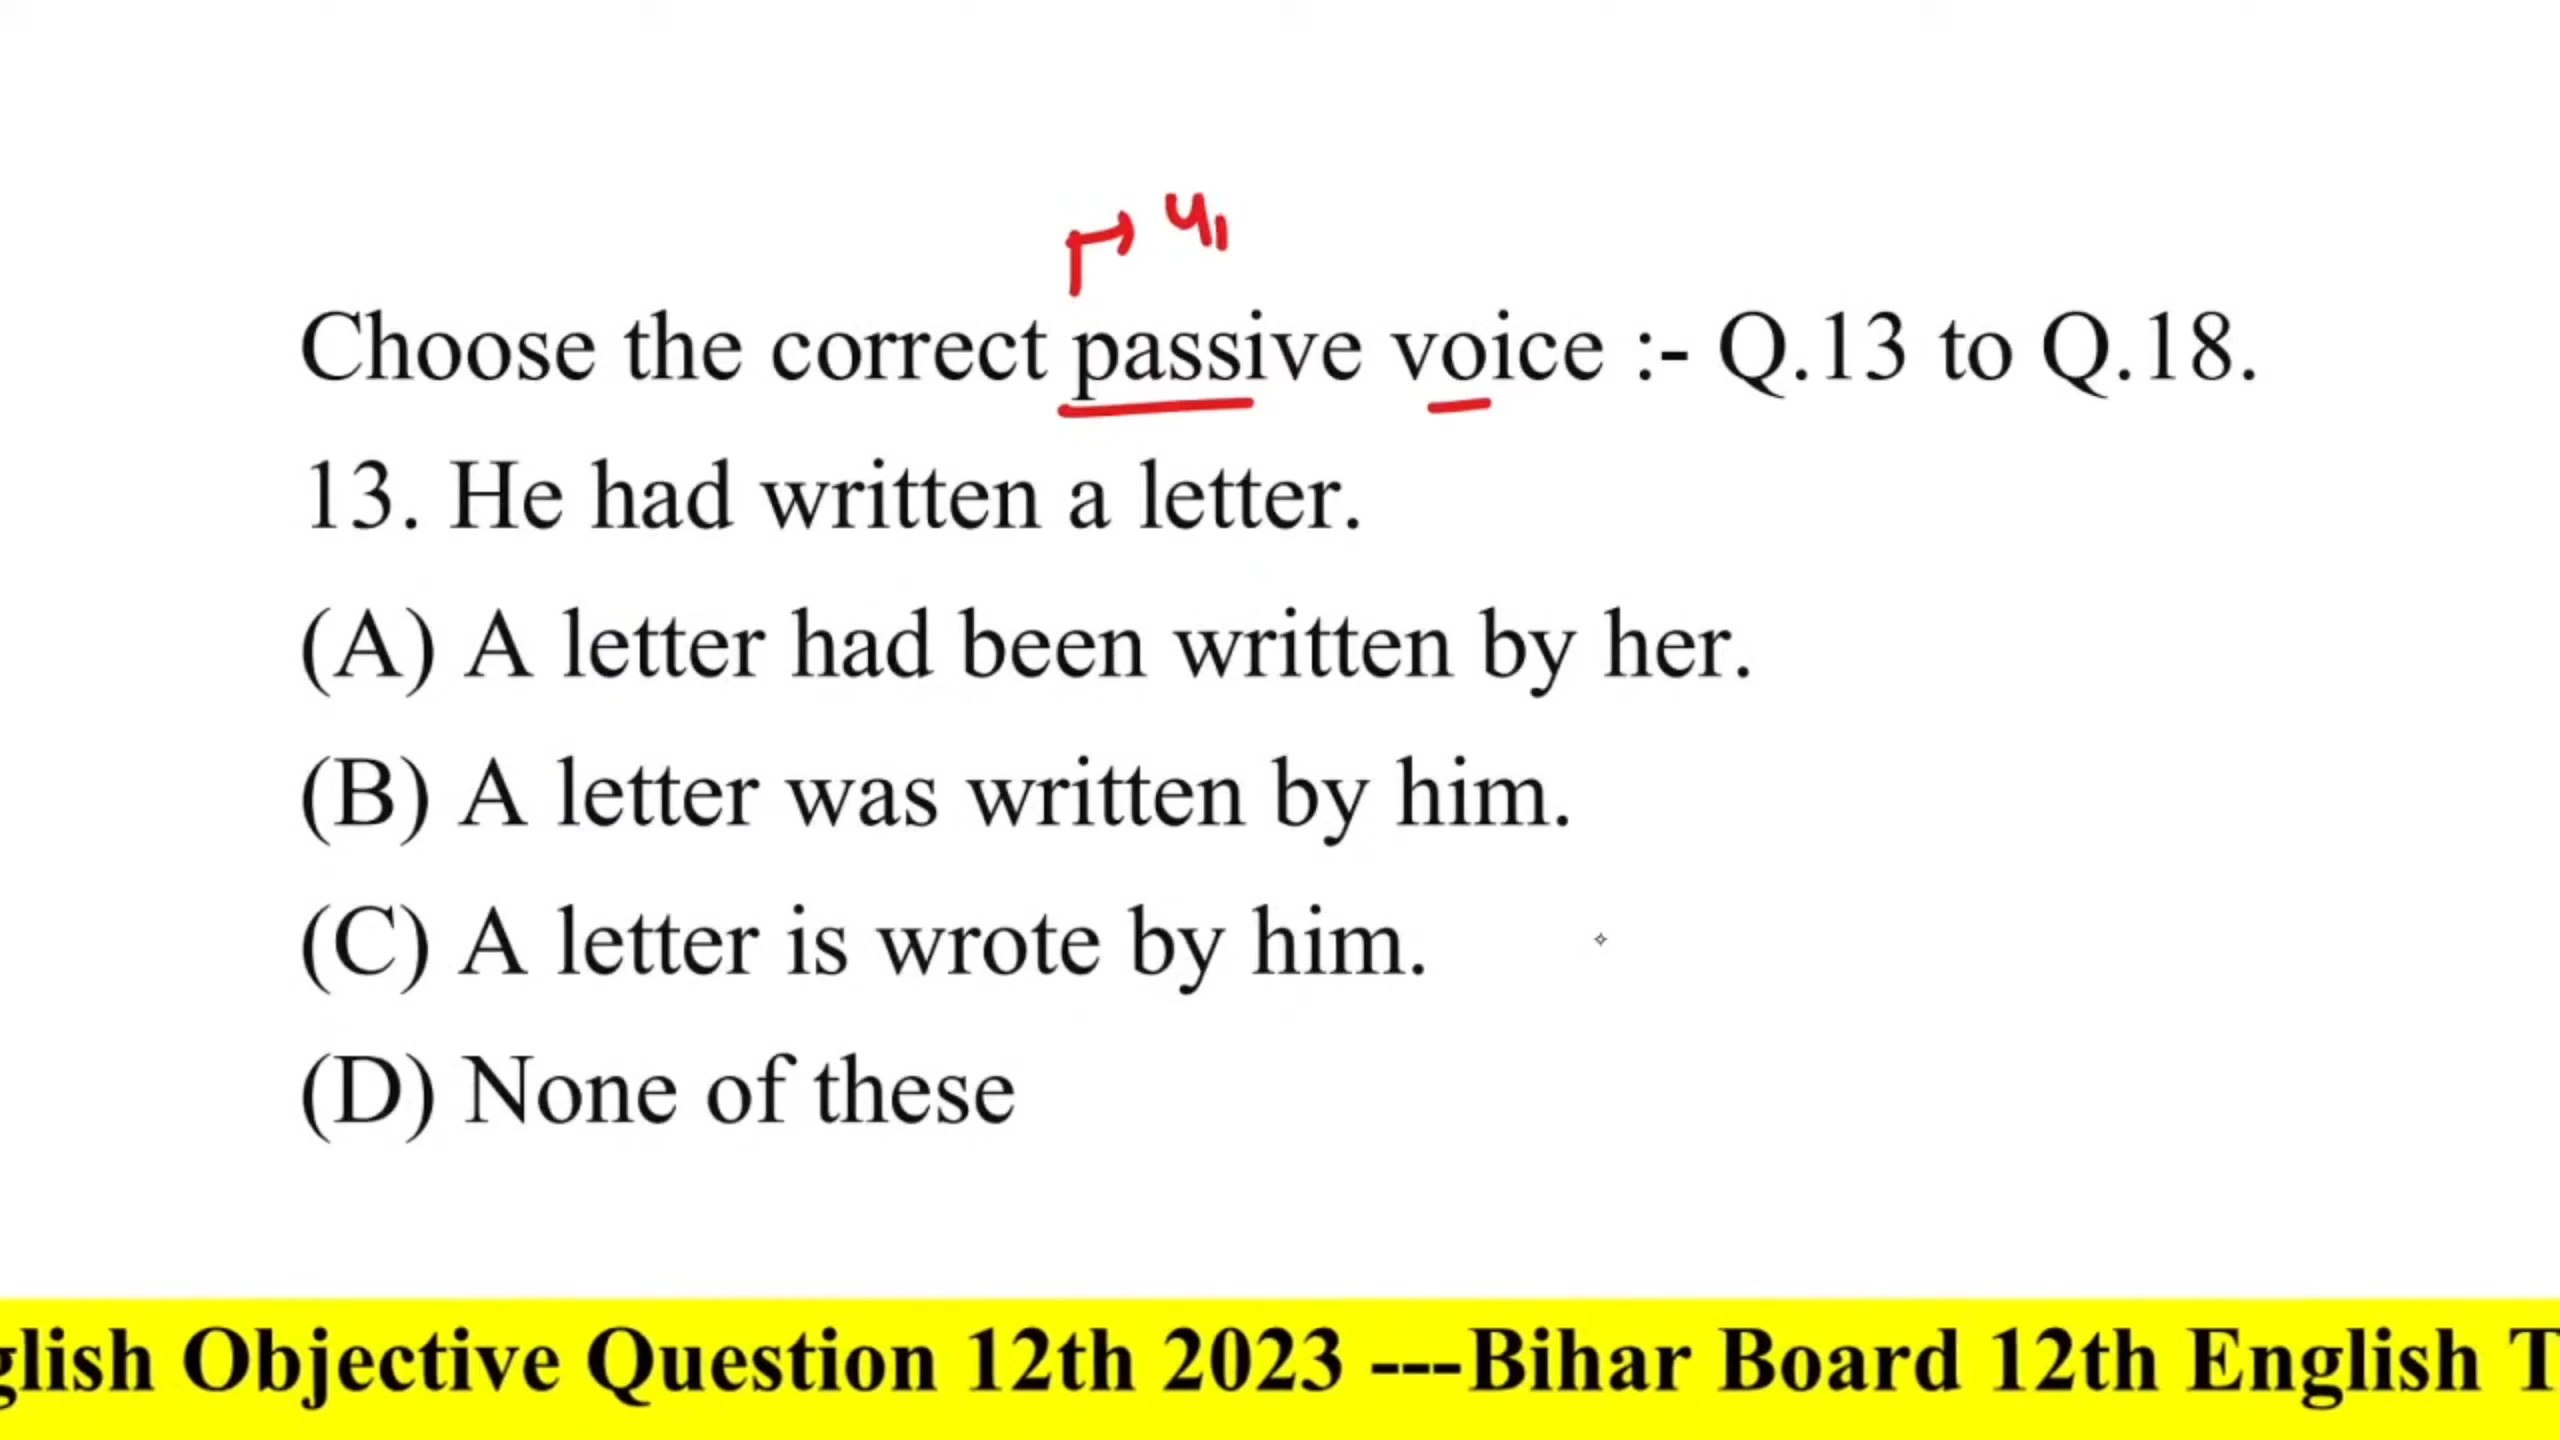 Choose the correct passive voice :- Q.13 to Q.18.
13. He had written a letter.
(A) A letter had been written by her.
(B) A letter was written by him.
(C) A letter is wrote by him.
(D) None of these
glish Objective Question 12th 2023 ---Bihar Board 12th English T